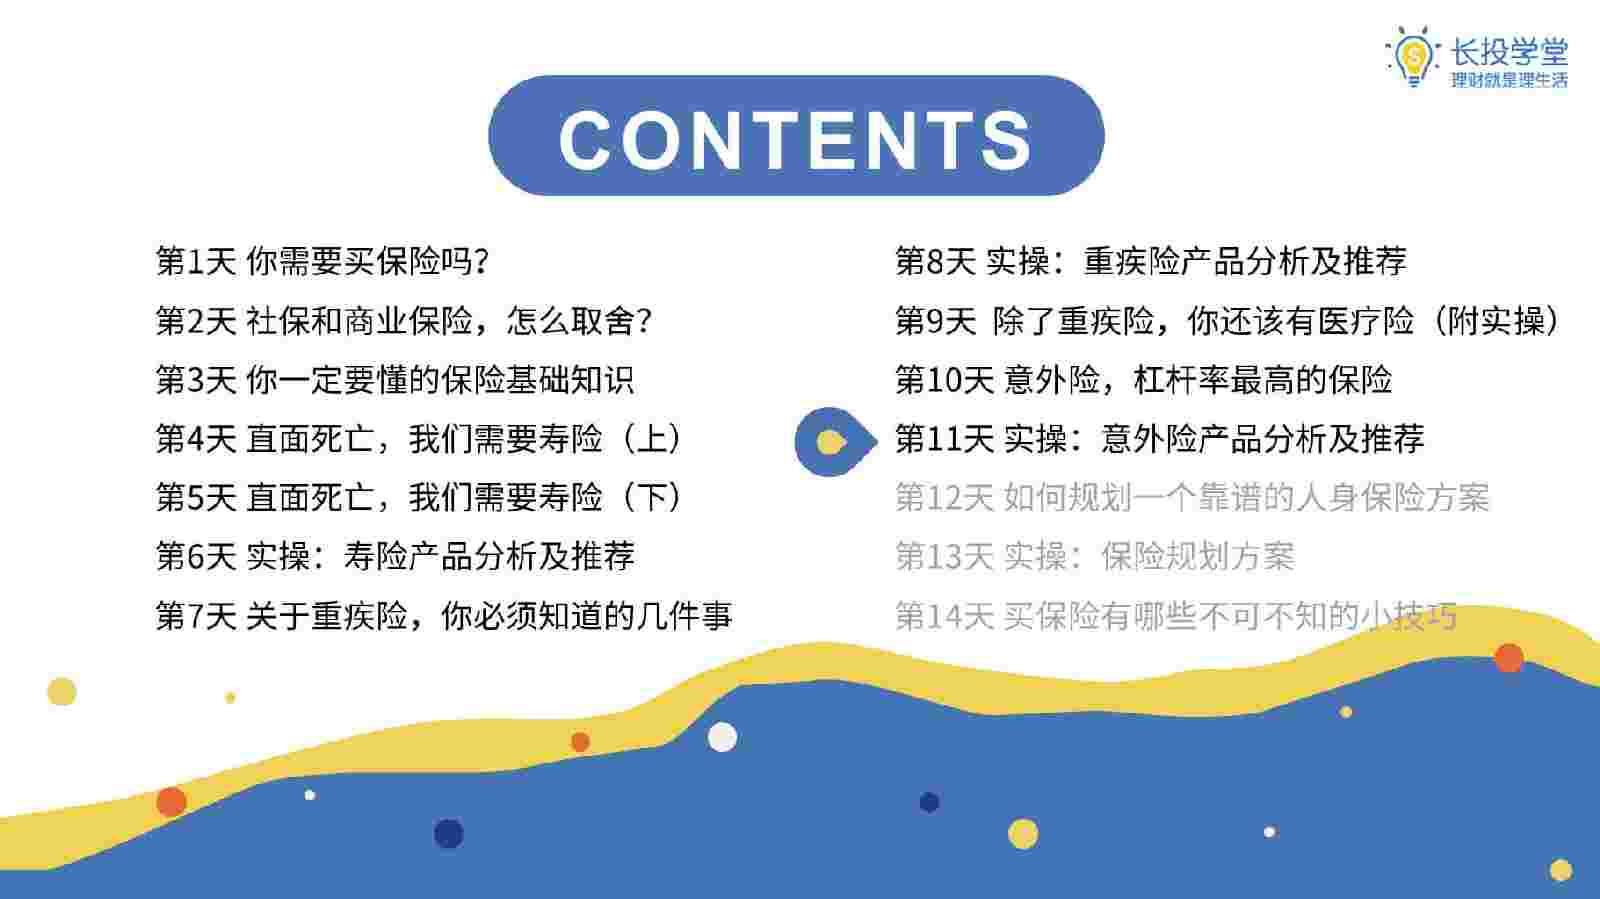 长投学堂
理财就是理生活
CONTENTS
第1天 你需要买保险吗?
第2天 社保和商业保险，怎么取舍?
第3天 你一定要懂的保险基础知识
第4天 直面死亡，我们需要寿险（上）
第5天 直面死亡，我们需要寿险（下）
第6天 实操：寿险产品分析及推荐
第7天 关于重疾险，你必须知道的几件事
第8天 实操：重疾险产品分析及推荐
第9天 除了重疾险，你还该有医疗险（附实操）
第10天 意外险，杠杆率最高的保险
第11天 实操：意外险产品分析及推荐
第12天 如何规划一个靠谱的人身保险方案
第13天 实操：保险规划方案
第14天 买保险有哪些不可不知的小技巧